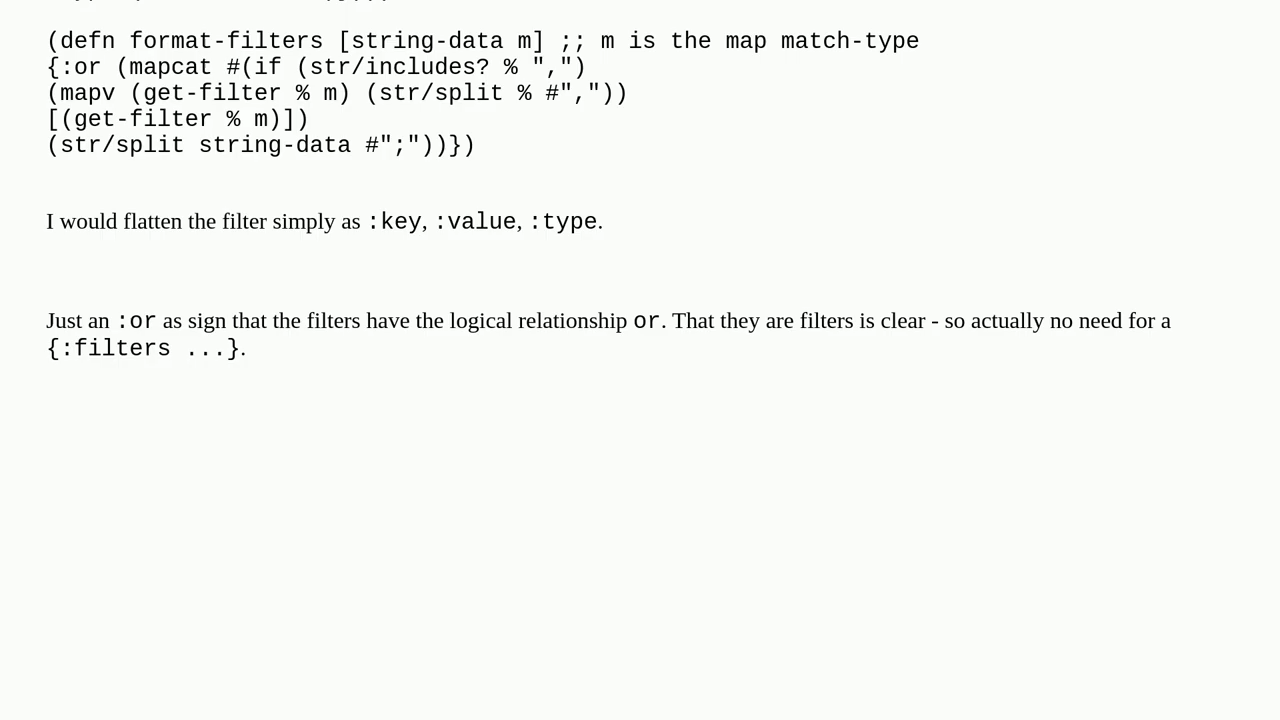 (defn format-filters [string-data m] ;; m is the map match-type
{:or (mapcat #(if (str/includes? % ",")
(mapv (get-filter % m) (str/split % #","))
[(get-filter % m)])
(str/split string-data #";"))})
I would flatten the filter simply as :key, :value, :type.
Just an :or as sign that the filters have the logical relationship or. That they are filters is clear - so actually no need for a
{:filters ...}.